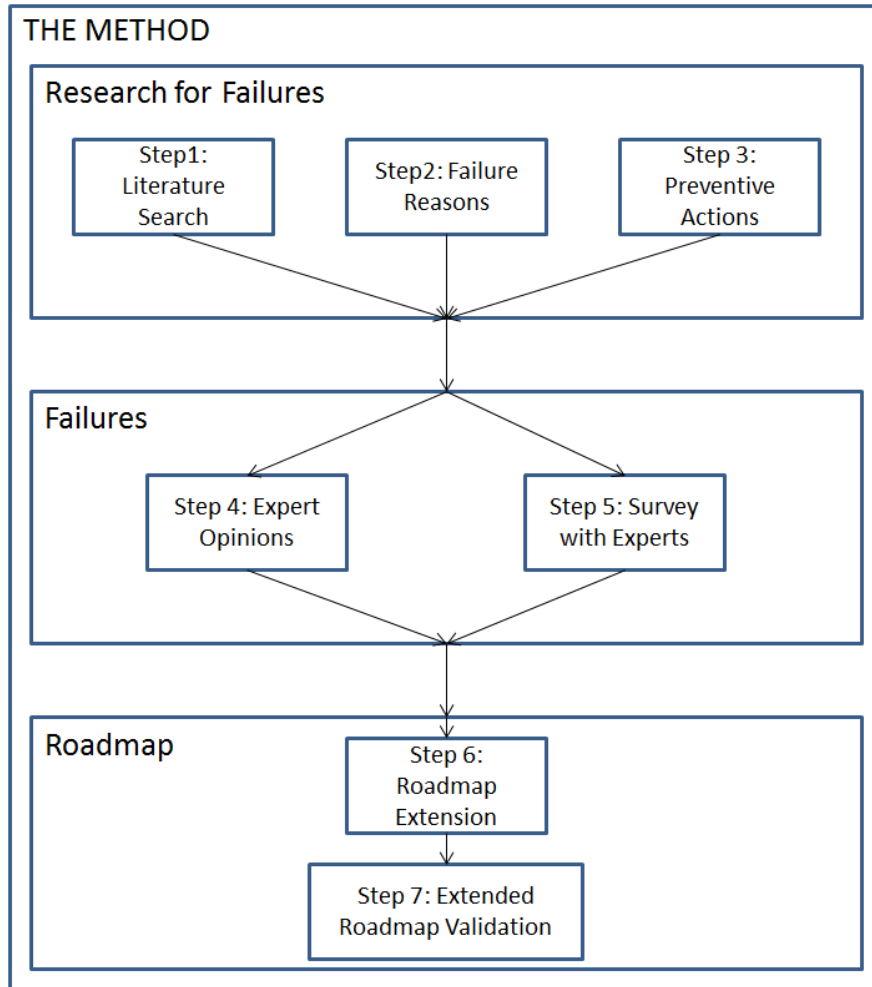 THE METHOD
Research for Failures
Step1:
Literature
Search
Step2: Failure
Reasons
Step 3:
Preventive
Actions
Failures
Step 4: Expert
Opinions
Step 5: Survey
with Experts
Roadmap
Step 6:
Roadmap
Extension
Step 7: Extended
Roadmap Validation